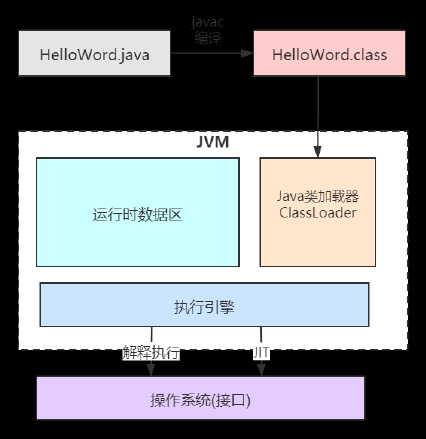 javac
编译
HelloWord.java
HelloWord.class
JVM
运行时数据区
Java类加载器
ClassLoader
执行引擎
解释执行
JIT
操作系统(接口)